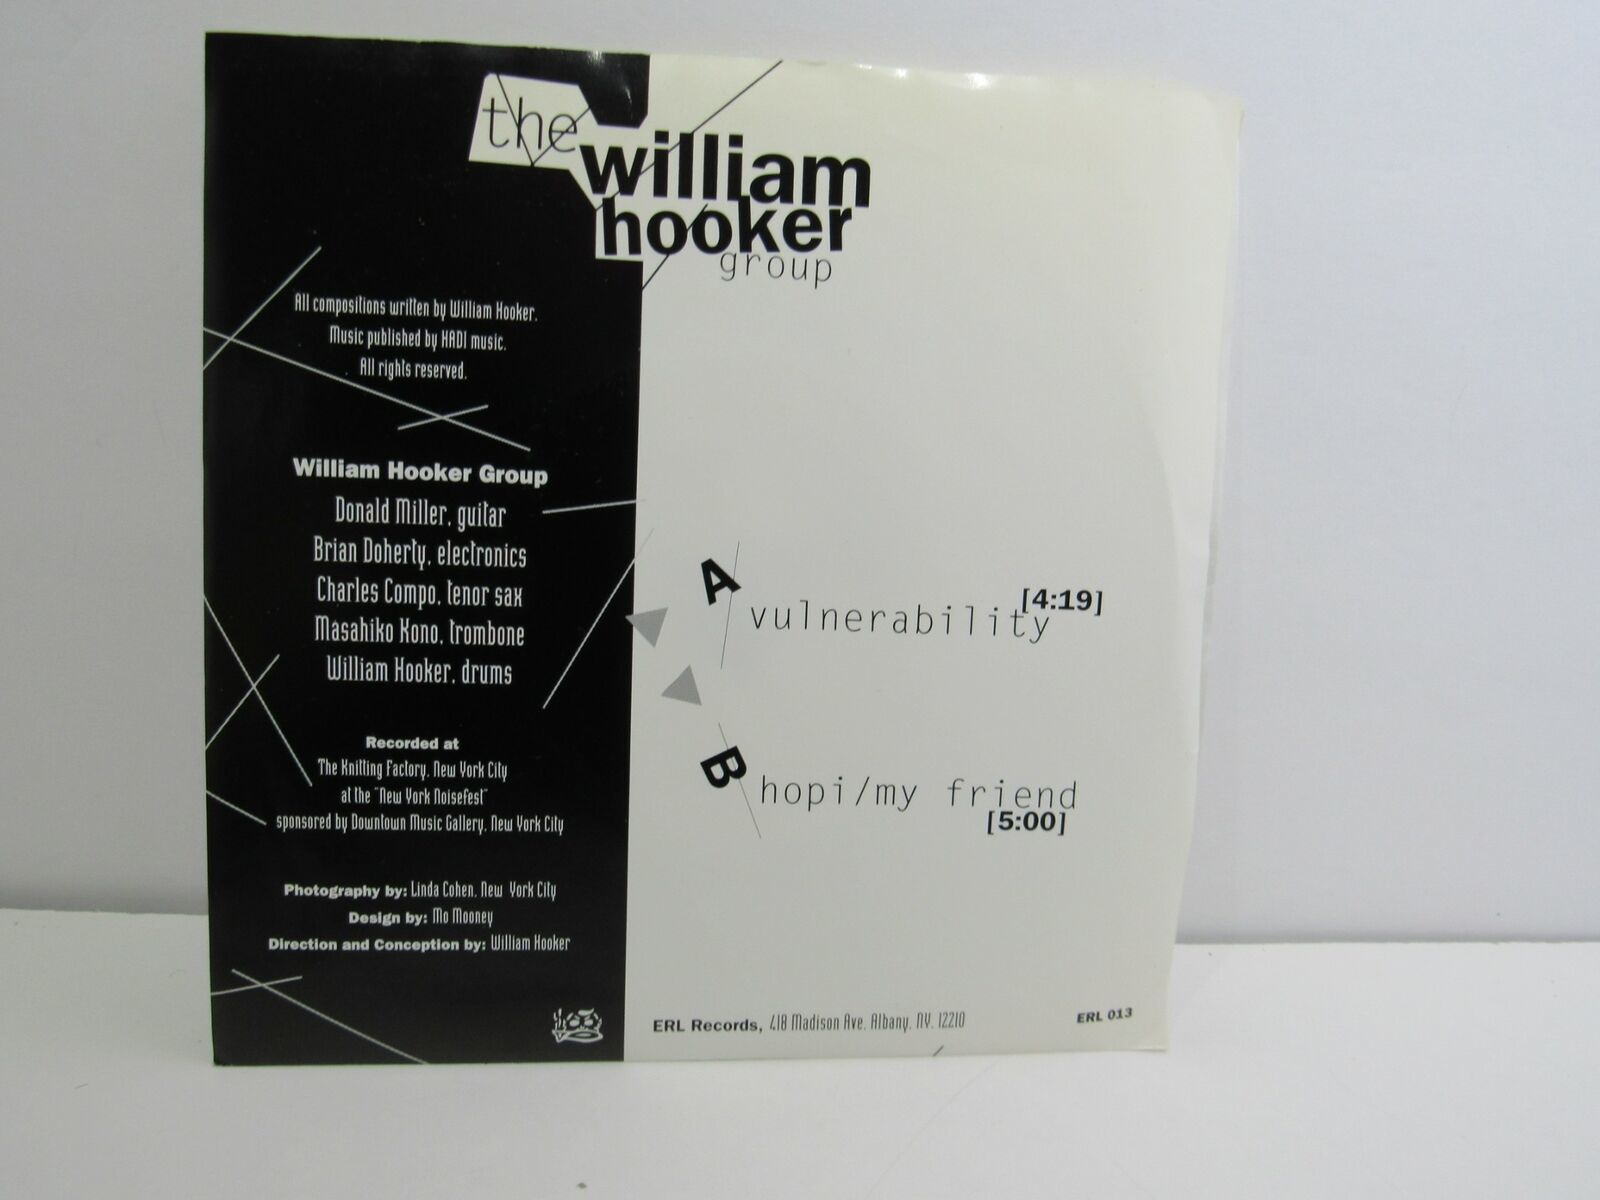 the
william
hooker
group
All compositions written by William Hooker.
Music published by HADI music.
All rights reserved.
William Hooker Group
Donald Miller, guitar
Brian Doherty, electronics
Charles Compo, tenor sax
Masahiko Kono, trombone
William Hooker, drums
Recorded at
The Knitting Factory, New York City
at the "New York Noisefest"
sponsored by Downtown Music Gallery, New York City
Photography by: Linda Cohen, New York City
Design by: Mo Mooney
Direction and Conception by: William Hooker
A
vulnerability [4:19]
B
hopi/my friend
[5:00]
ERL Records, 418 Madison Ave. Albany, NY. 12210
ERL 013